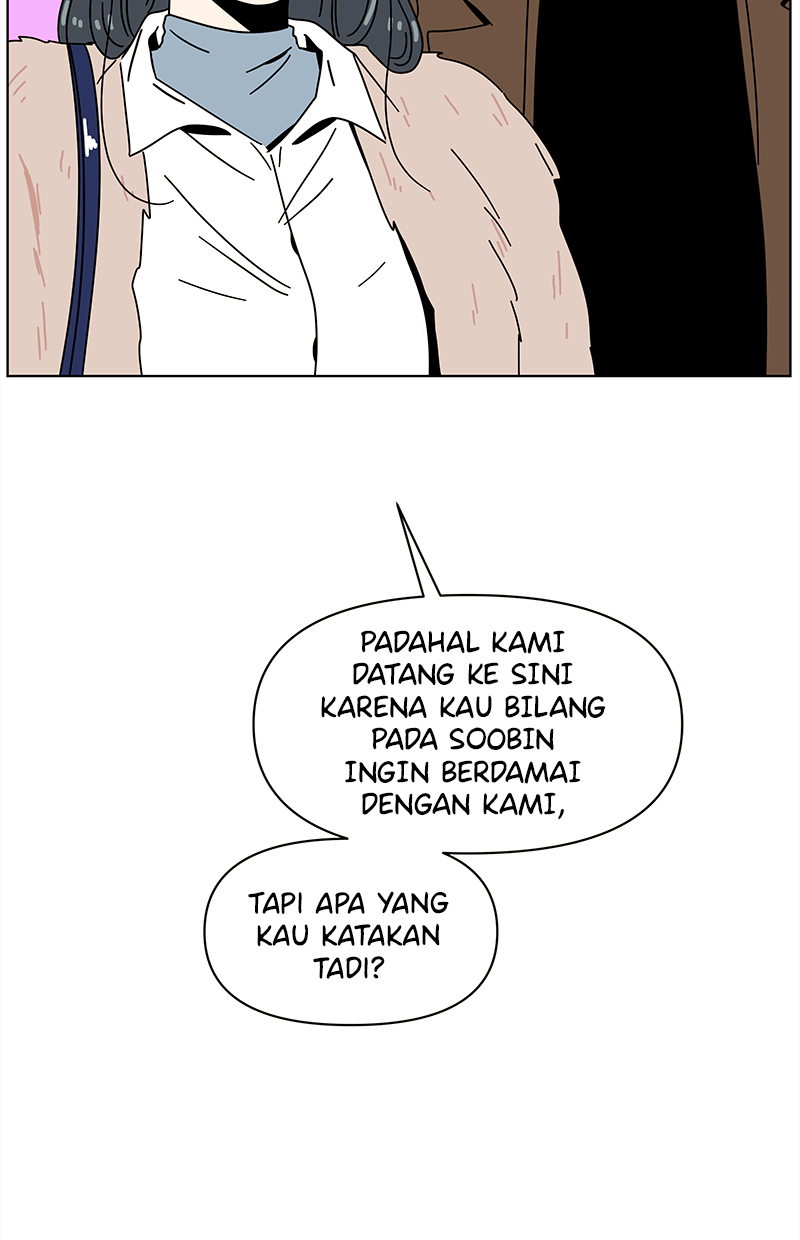 PADAHAL KAMI
DATANG KE SINI
KARENA KAU BILANG
PADA SOOBIN
INGIN BERDAMAI
DENGAN KAMI,
TAPI APA YANG
KAU KATAKAN
TADI?